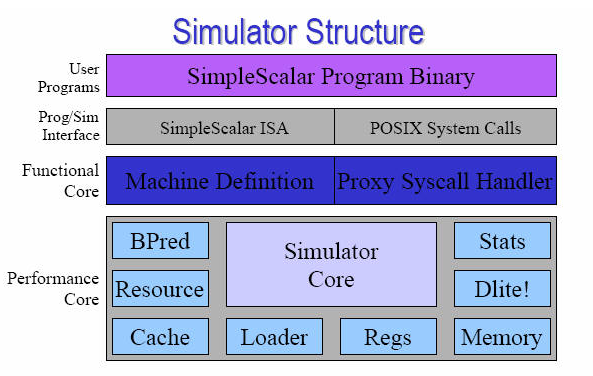 Simulator Structure
User
Programs
SimpleScalar Program Binary
Prog/Sim
Interface
SimpleScalar ISA
POSIX System Calls
Functional
Core
Machine Definition
Proxy Syscall Handler
Performance
Core
BPred
Simulator
Core
Stats
Resource
Dlite!
Cache
Loader
Regs
Memory